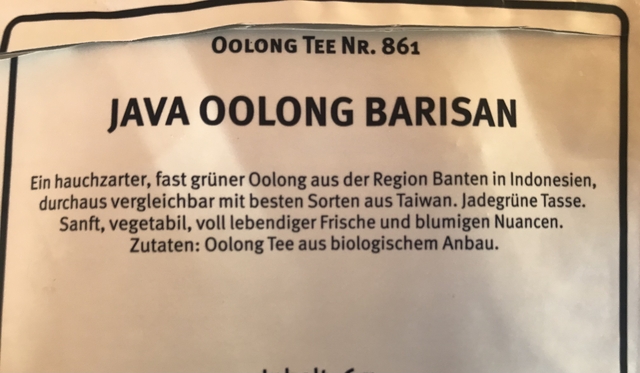 Oolong Tee Nr. 861
JAVA OOLONG BARISAN
Ein hauchzarter, fast grüner Oolong aus der Region Banten in Indonesien,
durchaus vergleichbar mit besten Sorten aus Taiwan. Jadegrüne Tasse.
Sanft, vegetabil, voll lebendiger Frische und blumigen Nuancen.
Zutaten: Oolong Tee aus biologischem Anbau.